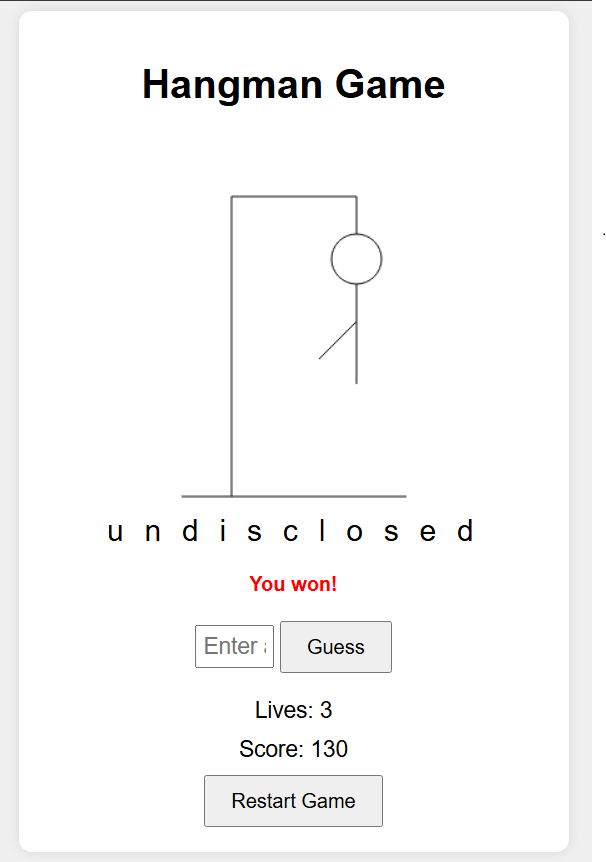 Hangman Game
u n d i s c l o s e d
You won!
Enter a Guess
Lives: 3
Score: 130
Restart Game